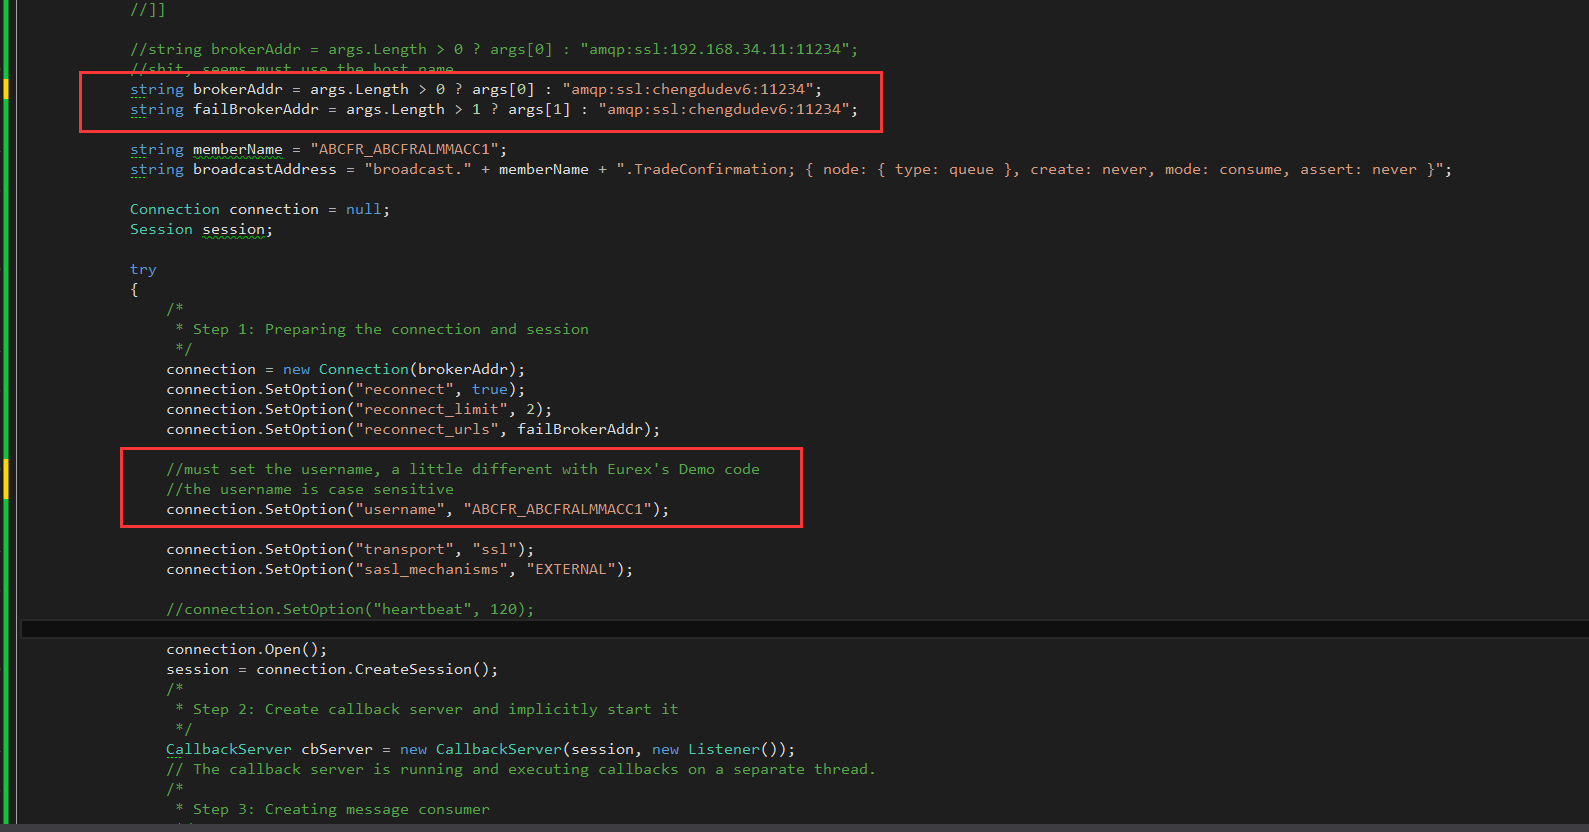 //]]
//string brokerAddr = args.Length > 0 ? args[0] : "amqp:ssl:192.168.34.11:11234";
//shit, seems must use the host name
string brokerAddr = args.Length > 0 ? args[0] : "amqp:ssl:chengdudev6:11234";
string failBrokerAddr = args.Length > 1 ? args[1] : "amqp:ssl:chengdudev6:11234";
string memberName = "ABCFR_ABCFRALMMACC1";
string broadcastAddress = "broadcast." + memberName + ".TradeConfirmation; { node: { type: queue }, create: never, mode: consume, assert: never }";
Connection connection = null;
Session session;
try
{
/*
* Step 1: Preparing the connection and session
*/
connection = new Connection(brokerAddr);
connection.SetOption("reconnect", true);
connection.SetOption("reconnect_limit", 2);
connection.SetOption("reconnect_urls", failBrokerAddr);
//must set the username, a little different with Eurex's Demo code
//the username is case sensitive
connection.SetOption("username", "ABCFR_ABCFRALMMACC1");
connection.SetOption("transport", "ssl");
connection.SetOption("sasl_mechanisms", "EXTERNAL");
//connection.SetOption("heartbeat", 120);
connection.Open();
session = connection.CreateSession();
/*
* Step 2: Create callback server and implicitly start it
*/
CallbackServer cbServer = new CallbackServer(session, new Listener());
// The callback server is running and executing callbacks on a separate thread.
/*
* Step 3: Creating message consumer